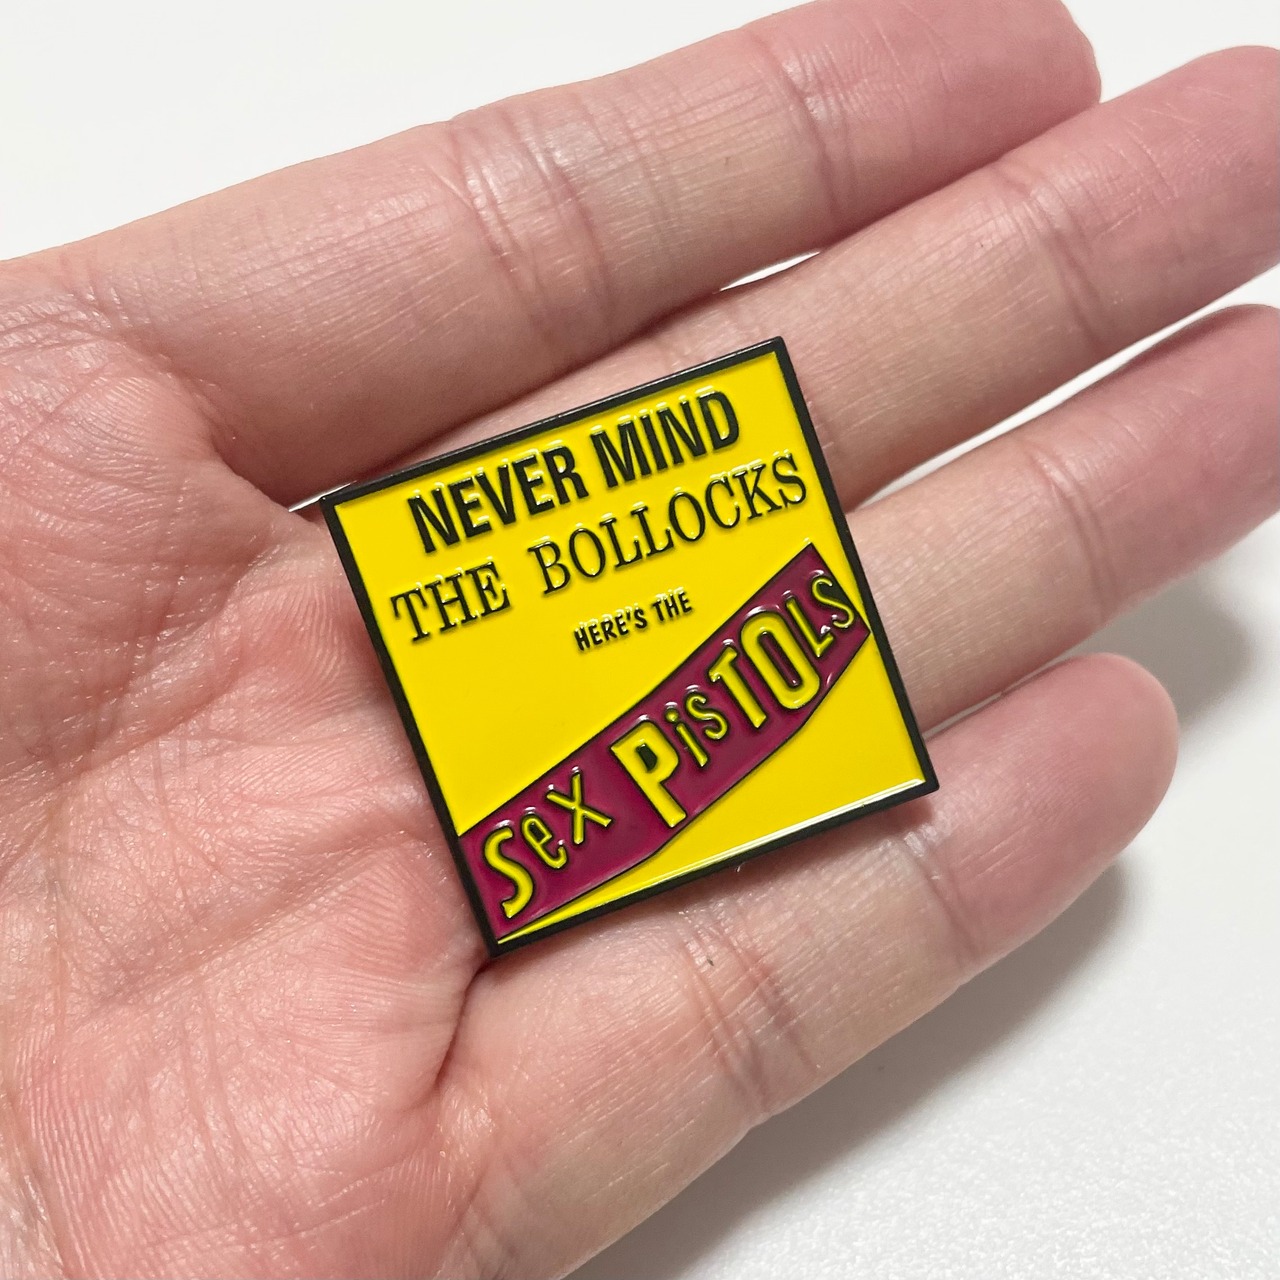 NEVER MIND
THE BOLLOCKS
HERE'S THE
Sex PisTOLS